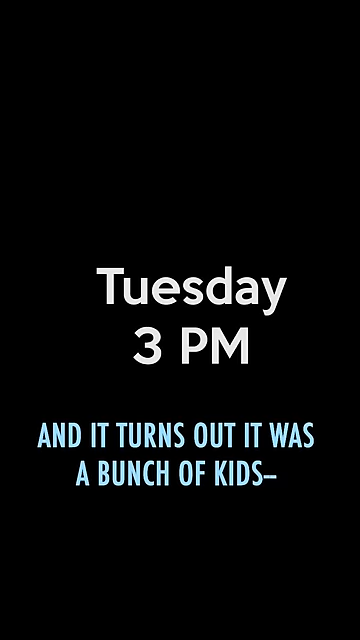 Tuesday
3 PM
AND IT TURNS OUT IT WAS
A BUNCH OF KIDS–